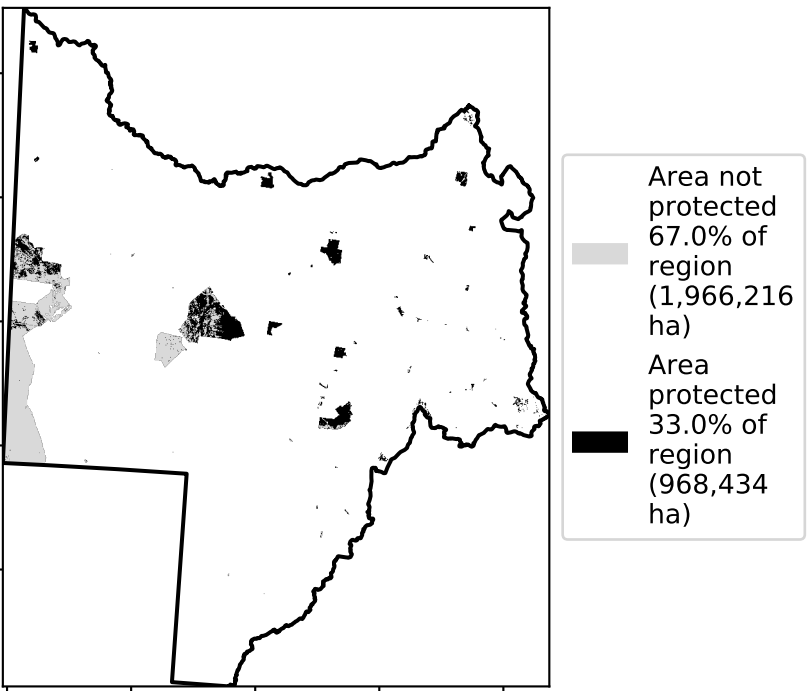 Area not
protected
67.0% of
region
(1,966,216
ha)
Area
protected
33.0% of
region
(968,434
ha)